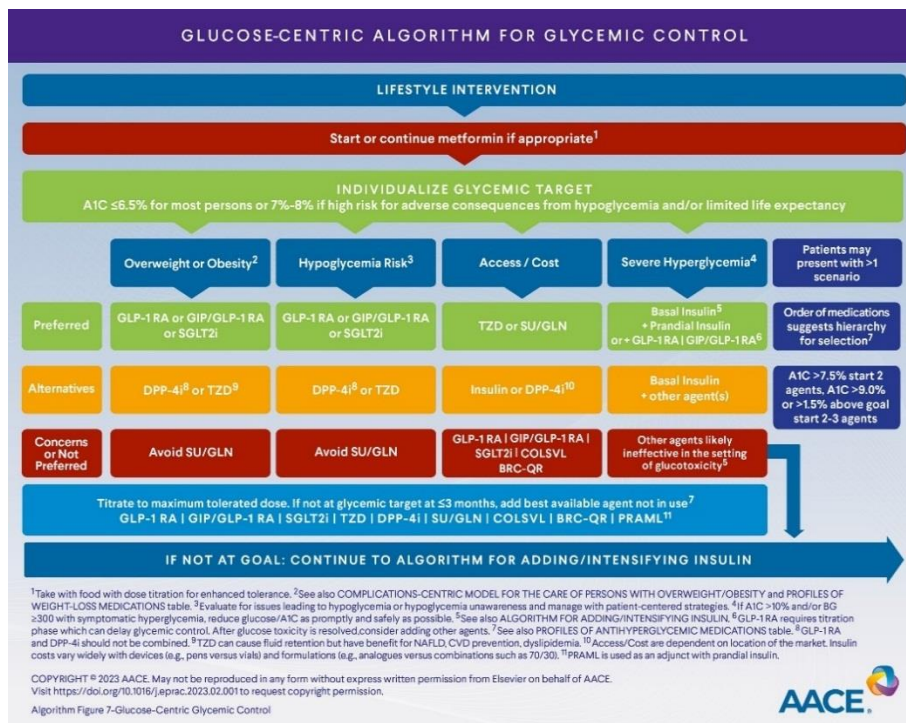 GLUCOSE-CENTRIC ALGORITHM FOR GLYCEMIC CONTROL
LIFESTYLE INTERVENTION
Start or continue metformin if appropriate1
INDIVIDUALIZE GLYCEMIC TARGET
A1C ≤6.5% for most persons or 7%-8% if high risk for adverse consequences from hypoglycemia and/or limited life expectancy
Overweight or Obesity2
Hypoglycemia Risk3
Access / Cost
Severe Hyperglycemia4
Patients may
present with >1
scenario
Preferred
GLP-1 RA or GIP/GLP-1 RA
or SGLT2i
GLP-1 RA or GIP/GLP-1 RA
or SGLT2i
TZD or SU/GLN
Basal Insulin5
+ Prandial Insulin
or + GLP-1 RA | GIP/GLP-1 RA6
Order of medications
suggests hierarchy
for selection7
Alternatives
DPP-4i8 or TZD9
DPP-4i8 or TZD
Insulin or DPP-4i10
Basal Insulin
+ other agent(s)
A1C >7.5% start 2
agents, A1C >9.0%
or >1.5% above goal
start 2-3 agents
Concerns
or Not
Preferred
Avoid SU/GLN
Avoid SU/GLN
GLP-1 RA | GIP/GLP-1 RA |
SGLT2i | COLSVL
BRC-QR
Other agents likely
ineffective in the setting
of glucotoxicity5
Titrate to maximum tolerated dose. If not at glycemic target at ≤3 months, add best available agent not in use7
GLP-1 RA | GIP/GLP-1 RA | SGLT2i | TZD | DPP-4i | SU/GLN | COLSVL | BRC-QR | PRAML11
IF NOT AT GOAL: CONTINUE TO ALGORITHM FOR ADDING/INTENSIFYING INSULIN
1Take with food with dose titration for enhanced tolerance. 2See also COMPLICATIONS-CENTRIC MODEL FOR THE CARE OF PERSONS WITH OVERWEIGHT/OBESITY and PROFILES OF
WEIGHT-LOSS MEDICATIONS table. 3Evaluate for issues leading to hypoglycemia or hypoglycemia unawareness and manage with patient-centered strategies. 4If A1C >10% and/or BG
≥300 with symptomatic hyperglycemia, reduce glucose/A1C as promptly and safely as possible. 5See also ALGORITHM FOR ADDING/INTENSIFYING INSULIN. 6GLP-1 RA requires titration
phase which can delay glycemic control. After glucose toxicity is resolved,consider adding other agents. 7See also PROFILES OF ANTIHYPERGLYCEMIC MEDICATIONS table. 8GLP-1 RA
and DPP-4i should not be combined. 9TZD can cause fluid retention but have benefit for NAFLD, CVD prevention, dyslipidemia. 10Access/Cost are dependent on location of the market. Insulin
costs vary widely with devices (e.g., pens versus vials) and formulations (e.g., analogues versus combinations such as 70/30). 11PRAML is used as an adjunct with prandial insulin.
COPYRIGHT © 2023 AACE. May not be reproduced in any form without express written permission from Elsevier on behalf of AACE.
Visit https://doi.org/10.1016/j.eprac.2023.02.001 to request copyright permission.
Algorithm Figure 7-Glucose-Centric Glycemic Control
AACE®